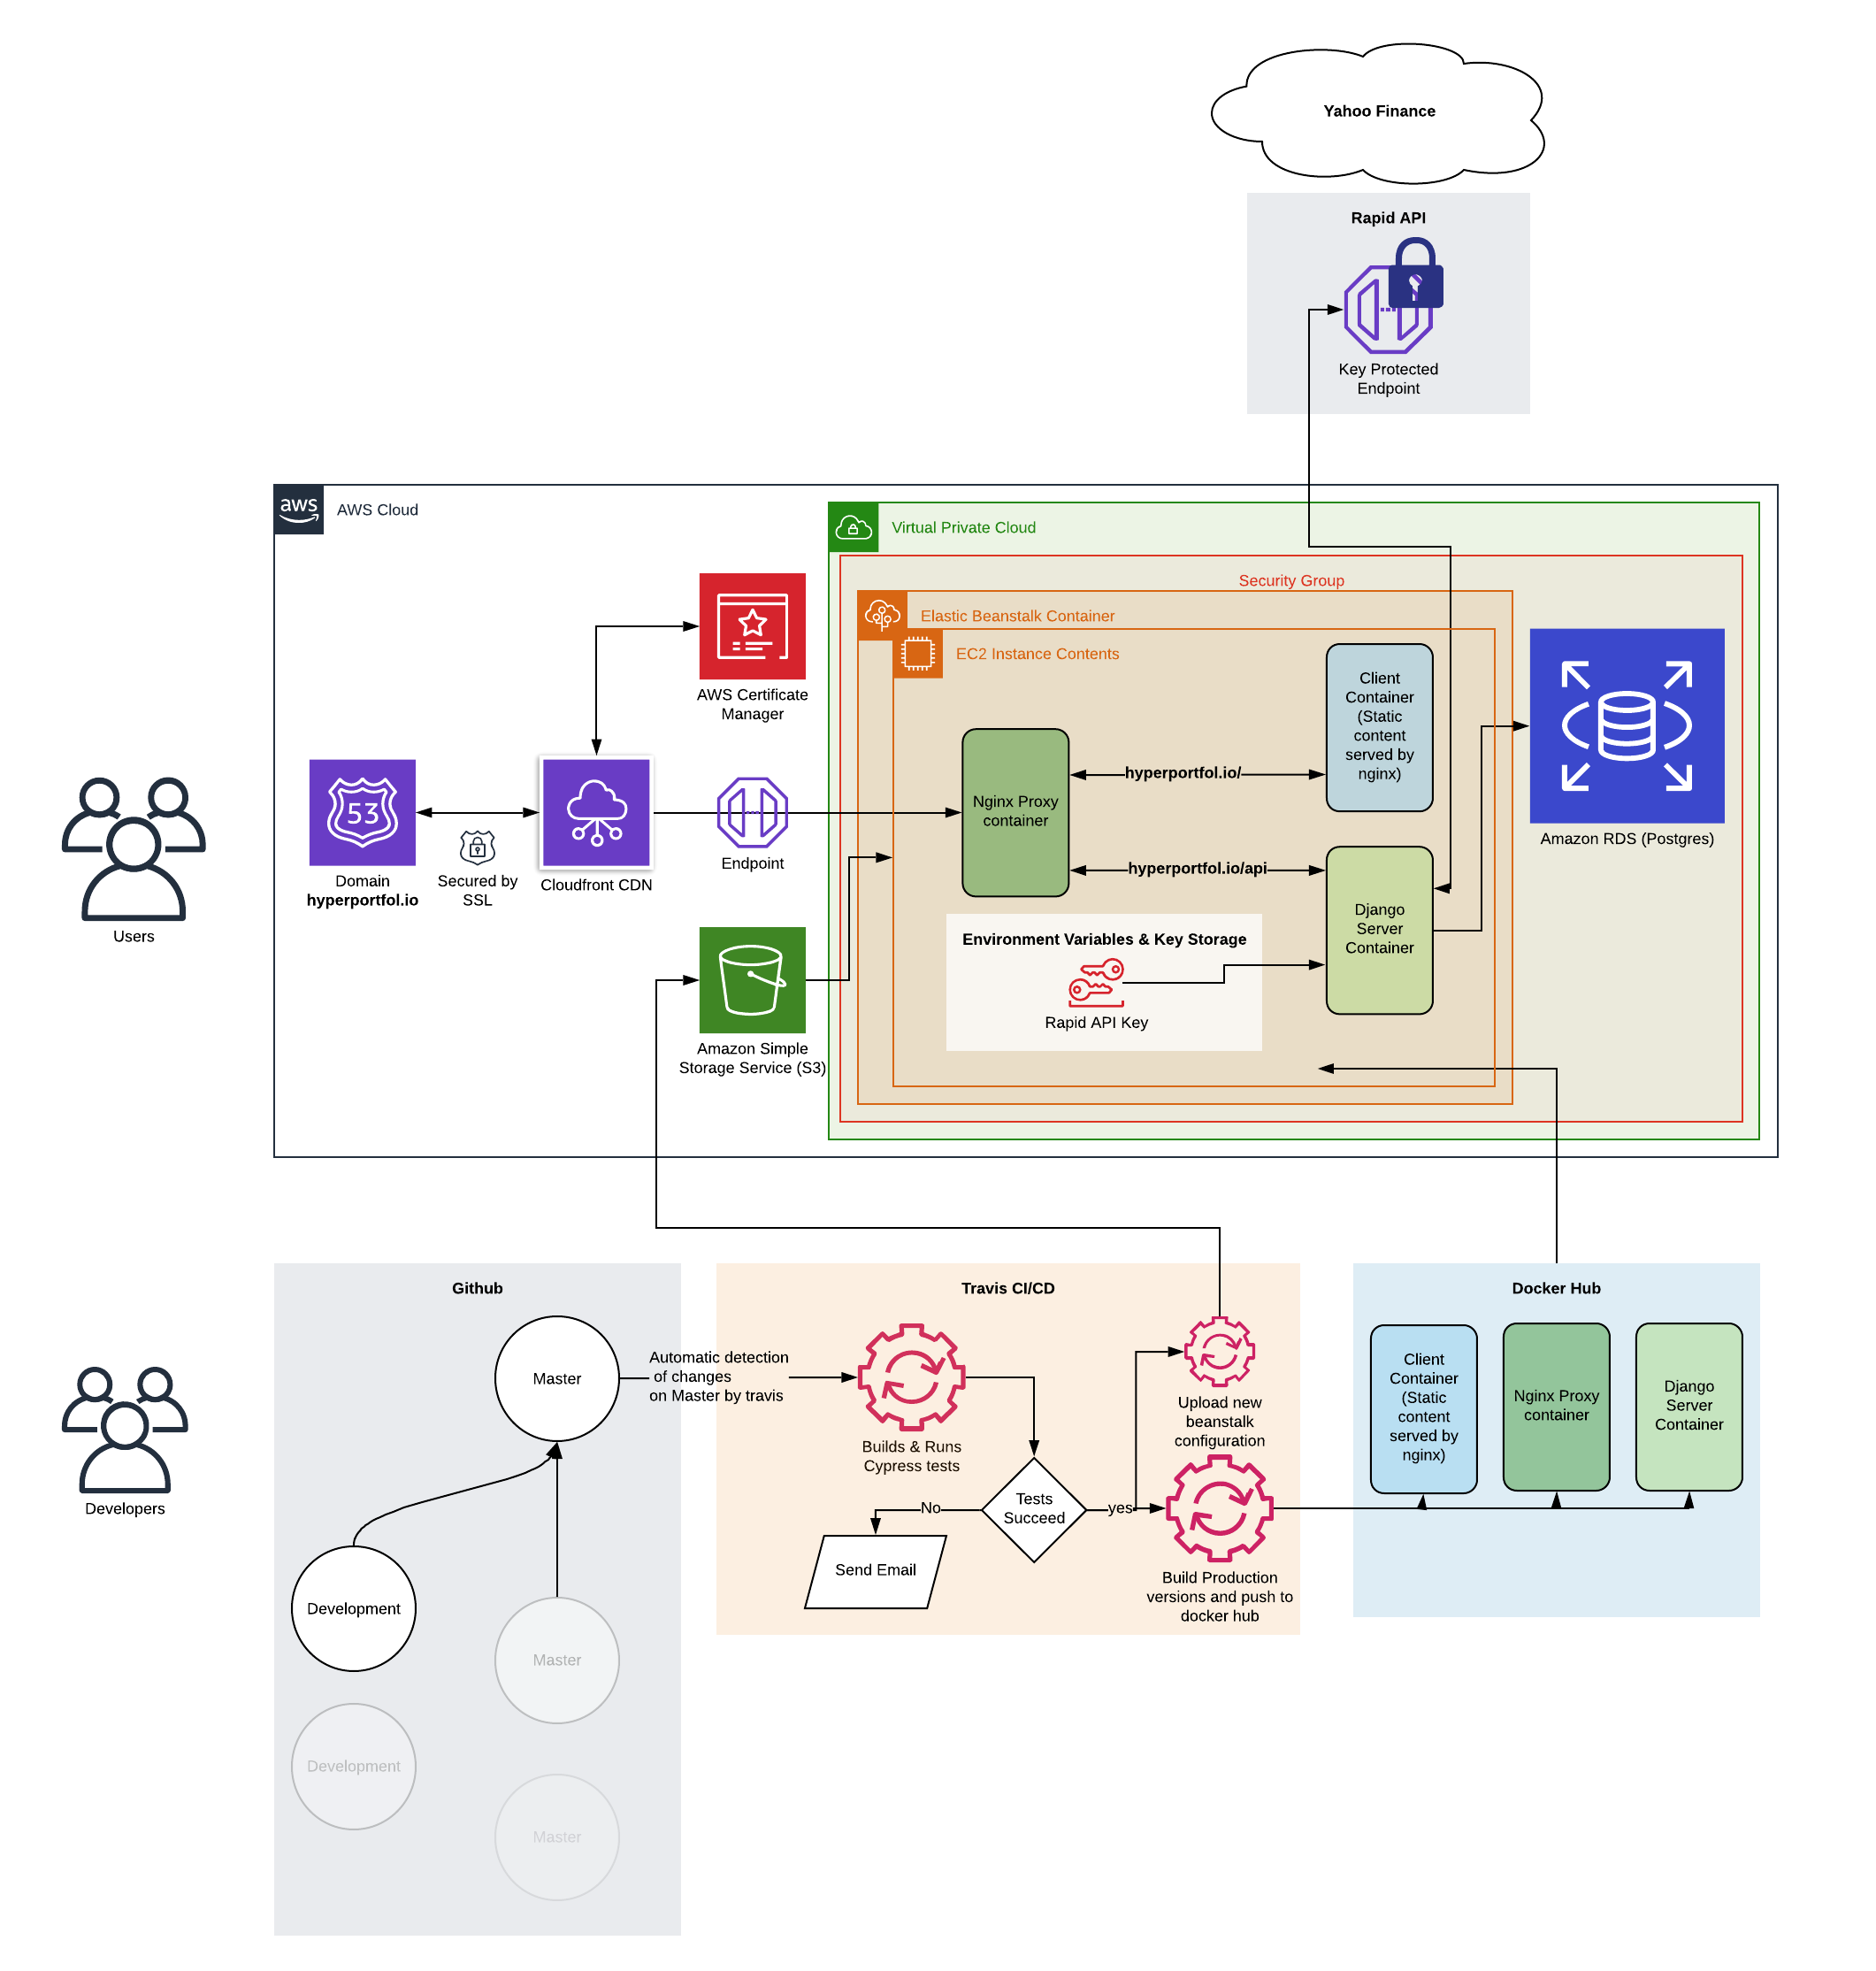 Yahoo Finance
Rapid API
Key Protected
Endpoint
aws
AWS Cloud
Virtual Private Cloud
Security Group
Elastic Beanstalk Container
EC2 Instance Contents
AWS Certificate
Manager
Client
Container
(Static
content
served by
nginx)
Nginx Proxy
container
hyperportfol.io/
hyperportfol.io/api
Amazon RDS (Postgres)
53
Domain
hyperportfol.io
Secured by
SSL
Cloudfront CDN
Endpoint
Users
Django
Server
Container
Environment Variables & Key Storage
Rapid API Key
Amazon Simple
Storage Service (S3)
Github
Master
Automatic detection
of changes
on Master by travis
Development
Master
Development
Master
Developers
Travis CI/CD
Builds & Runs
Cypress tests
Tests
Succeed
No
yes
Send Email
Upload new
beanstalk
configuration
Build Production
versions and push to
docker hub
Docker Hub
Client
Container
(Static
content
served by
nginx)
Nginx Proxy
container
Django
Server
Container